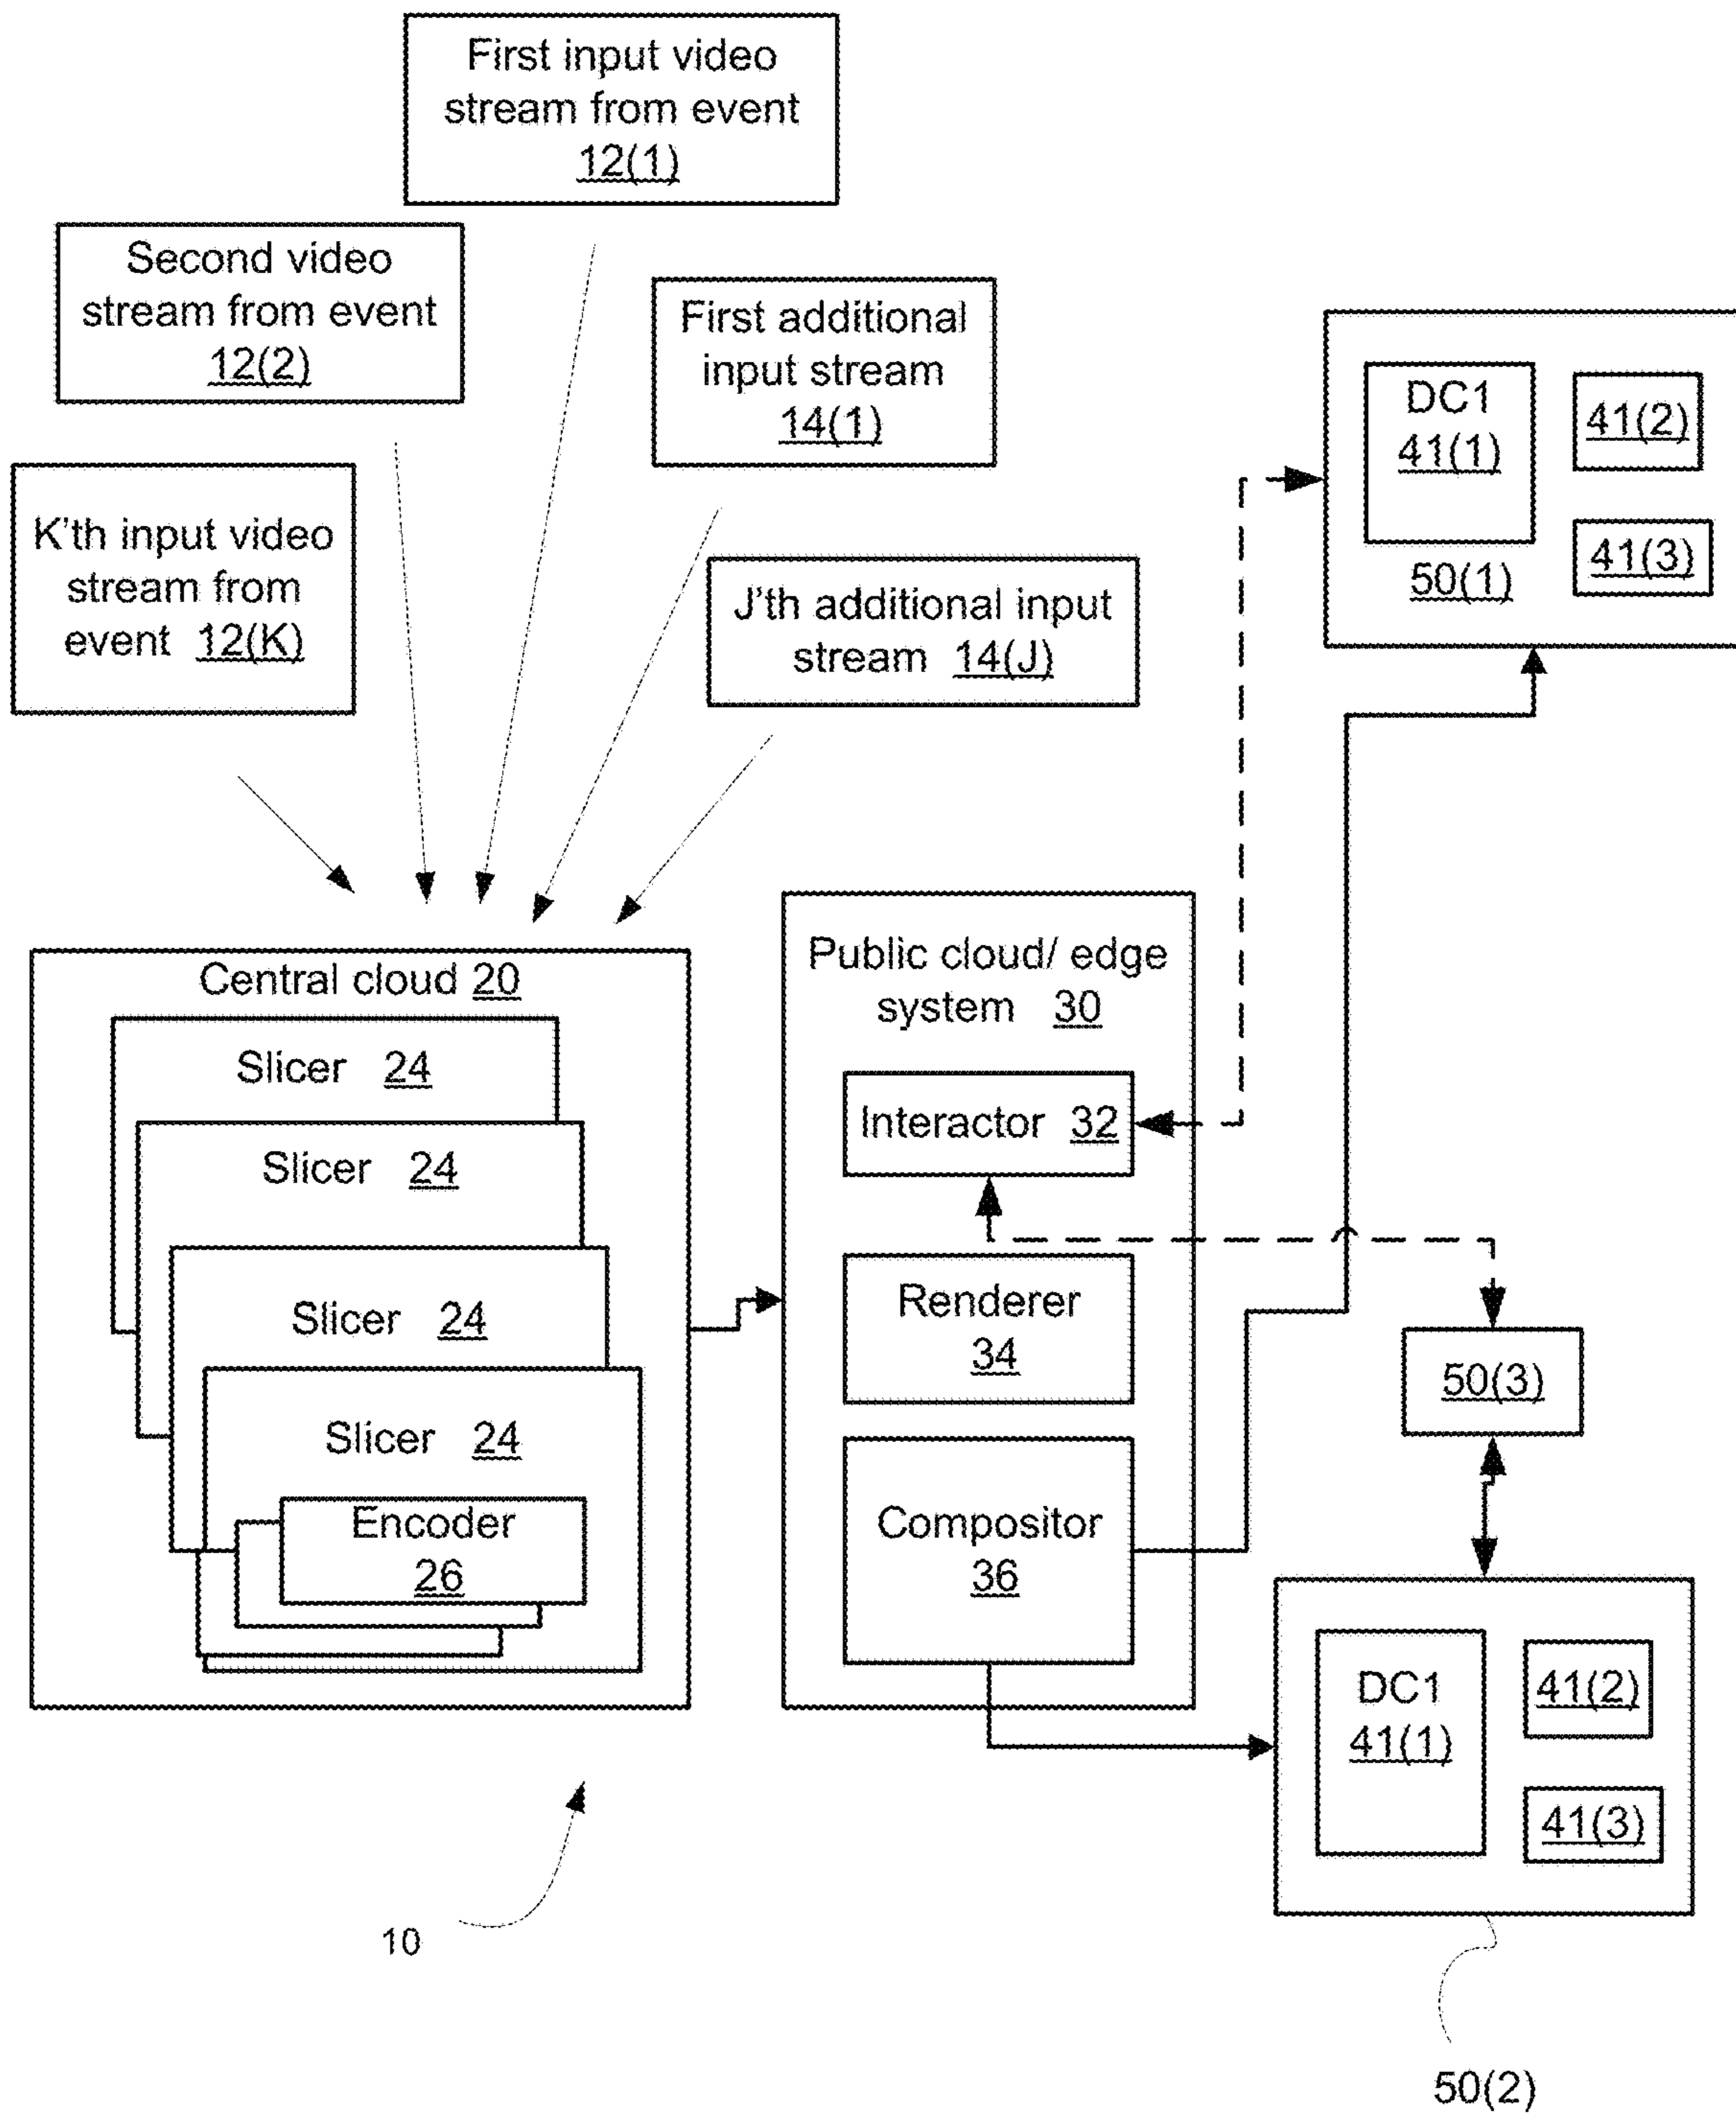 First input video
stream from event
12(1)
Second video
stream from event
12(2)
First additional
input stream
14(1)
K'th input video
stream from
event 12(K)
J'th additional input
stream 14(J)
DC1
41(1)
41(2)
41(3)
50(1)
Central cloud 20
Slicer 24
Slicer 24
Slicer 24
Slicer 24
Encoder
26
Public cloud/ edge
system 30
Interactor 32
Renderer
34
Compositor
36
50(3)
DC1
41(1)
41(2)
41(3)
10
50(2)